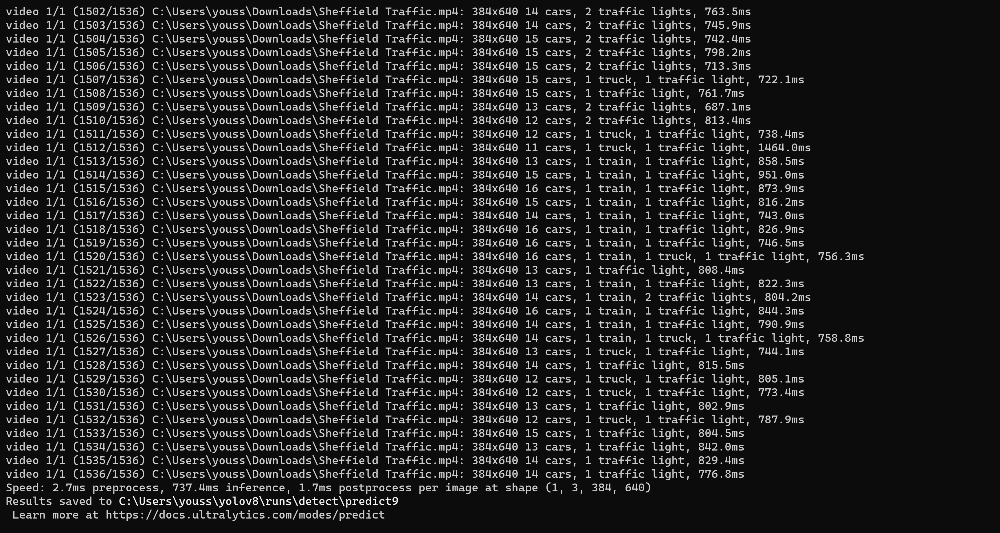 video 1/1 (1502/1536) C:\Users\youss\Downloads\Sheffield Traffic.mp4: 384x640 14 cars, 2 traffic lights, 763.5ms
video 1/1 (1503/1536) C:\Users\youss\Downloads\Sheffield Traffic.mp4: 384x640 14 cars, 2 traffic lights, 745.9ms
video 1/1 (1504/1536) C:\Users\youss\Downloads\Sheffield Traffic.mp4: 384x640 15 cars, 2 traffic lights, 742.4ms
video 1/1 (1505/1536) C:\Users\youss\Downloads\Sheffield Traffic.mp4: 384x640 15 cars, 2 traffic lights, 798.2ms
video 1/1 (1506/1536) C:\Users\youss\Downloads\Sheffield Traffic.mp4: 384x640 15 cars, 2 traffic lights, 713.3ms
video 1/1 (1507/1536) C:\Users\youss\Downloads\Sheffield Traffic.mp4: 384x640 15 cars, 1 truck, 1 traffic light, 722.1ms
video 1/1 (1508/1536) C:\Users\youss\Downloads\Sheffield Traffic.mp4: 384x640 15 cars, 1 traffic light, 761.7ms
video 1/1 (1509/1536) C:\Users\youss\Downloads\Sheffield Traffic.mp4: 384x640 13 cars, 2 traffic lights, 687.1ms
video 1/1 (1510/1536) C:\Users\youss\Downloads\Sheffield Traffic.mp4: 384x640 12 cars, 2 traffic lights, 813.4ms
video 1/1 (1511/1536) C:\Users\youss\Downloads\Sheffield Traffic.mp4: 384x640 12 cars, 1 truck, 1 traffic light, 738.4ms
video 1/1 (1512/1536) C:\Users\youss\Downloads\Sheffield Traffic.mp4: 384x640 11 cars, 1 truck, 1 traffic light, 1464.0ms
video 1/1 (1513/1536) C:\Users\youss\Downloads\Sheffield Traffic.mp4: 384x640 13 cars, 1 train, 1 traffic light, 858.5ms
video 1/1 (1514/1536) C:\Users\youss\Downloads\Sheffield Traffic.mp4: 384x640 15 cars, 1 train, 1 traffic light, 951.0ms
video 1/1 (1515/1536) C:\Users\youss\Downloads\Sheffield Traffic.mp4: 384x640 16 cars, 1 train, 1 traffic light, 873.9ms
video 1/1 (1516/1536) C:\Users\youss\Downloads\Sheffield Traffic.mp4: 384x640 15 cars, 1 train, 1 traffic light, 816.2ms
video 1/1 (1517/1536) C:\Users\youss\Downloads\Sheffield Traffic.mp4: 384x640 14 cars, 1 train, 1 traffic light, 743.0ms
video 1/1 (1518/1536) C:\Users\youss\Downloads\Sheffield Traffic.mp4: 384x640 16 cars, 1 train, 1 traffic light, 826.9ms
video 1/1 (1519/1536) C:\Users\youss\Downloads\Sheffield Traffic.mp4: 384x640 16 cars, 1 train, 1 traffic light, 746.5ms
video 1/1 (1520/1536) C:\Users\youss\Downloads\Sheffield Traffic.mp4: 384x640 16 cars, 1 train, 1 truck, 1 traffic light, 756.3ms
video 1/1 (1521/1536) C:\Users\youss\Downloads\Sheffield Traffic.mp4: 384x640 13 cars, 1 traffic light, 808.4ms
video 1/1 (1522/1536) C:\Users\youss\Downloads\Sheffield Traffic.mp4: 384x640 13 cars, 1 train, 1 traffic light, 822.3ms
video 1/1 (1523/1536) C:\Users\youss\Downloads\Sheffield Traffic.mp4: 384x640 14 cars, 1 train, 2 traffic lights, 804.2ms
video 1/1 (1524/1536) C:\Users\youss\Downloads\Sheffield Traffic.mp4: 384x640 16 cars, 1 train, 1 traffic light, 844.3ms
video 1/1 (1525/1536) C:\Users\youss\Downloads\Sheffield Traffic.mp4: 384x640 14 cars, 1 train, 1 traffic light, 790.9ms
video 1/1 (1526/1536) C:\Users\youss\Downloads\Sheffield Traffic.mp4: 384x640 14 cars, 1 train, 1 truck, 1 traffic light, 758.8ms
video 1/1 (1527/1536) C:\Users\youss\Downloads\Sheffield Traffic.mp4: 384x640 13 cars, 1 truck, 1 traffic light, 744.1ms
video 1/1 (1528/1536) C:\Users\youss\Downloads\Sheffield Traffic.mp4: 384x640 14 cars, 1 traffic light, 815.5ms
video 1/1 (1529/1536) C:\Users\youss\Downloads\Sheffield Traffic.mp4: 384x640 12 cars, 1 truck, 1 traffic light, 805.1ms
video 1/1 (1530/1536) C:\Users\youss\Downloads\Sheffield Traffic.mp4: 384x640 12 cars, 1 truck, 1 traffic light, 773.4ms
video 1/1 (1531/1536) C:\Users\youss\Downloads\Sheffield Traffic.mp4: 384x640 13 cars, 1 traffic light, 802.9ms
video 1/1 (1532/1536) C:\Users\youss\Downloads\Sheffield Traffic.mp4: 384x640 12 cars, 1 truck, 1 traffic light, 787.9ms
video 1/1 (1533/1536) C:\Users\youss\Downloads\Sheffield Traffic.mp4: 384x640 15 cars, 1 traffic light, 804.5ms
video 1/1 (1534/1536) C:\Users\youss\Downloads\Sheffield Traffic.mp4: 384x640 13 cars, 1 traffic light, 842.0ms
video 1/1 (1535/1536) C:\Users\youss\Downloads\Sheffield Traffic.mp4: 384x640 14 cars, 1 traffic light, 829.4ms
video 1/1 (1536/1536) C:\Users\youss\Downloads\Sheffield Traffic.mp4: 384x640 14 cars, 1 traffic light, 776.8ms
Speed: 2.7ms preprocess, 737.4ms inference, 1.7ms postprocess per image at shape (1, 3, 384, 640)
Results saved to C:\Users\youss\yolov8\runs\detect\predict9
Learn more at https://docs.ultralytics.com/modes/predict